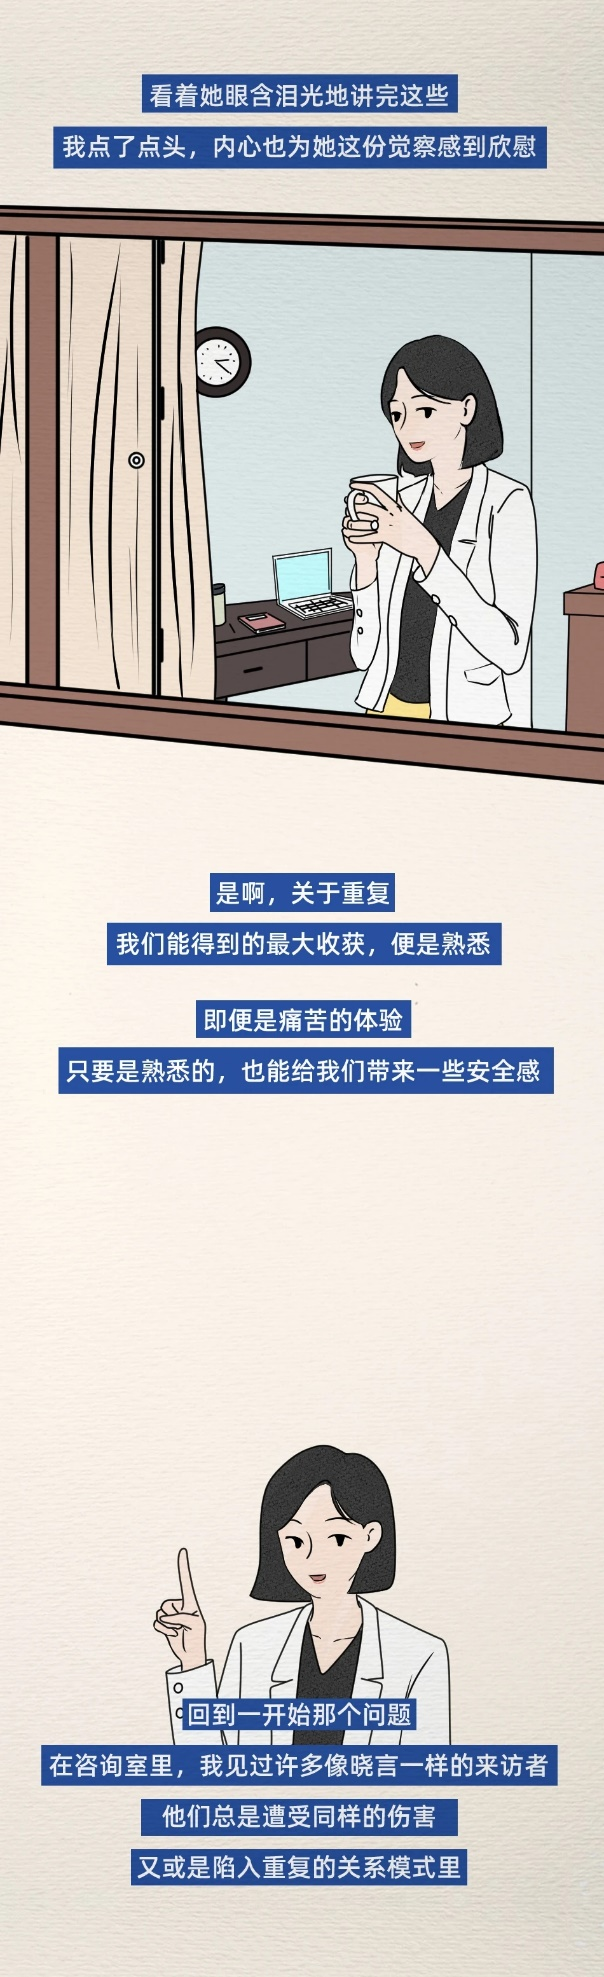 看着她眼含泪光地讲完这些
我点了点头，内心也为她这份觉察感到欣慰
是啊，关于重复
我们能得到的最大收获，便是熟悉
即便是痛苦的体验
只要是熟悉的，也能给我们带来一些安全感
回到一开始那个问题
在咨询室里，我见过许多像晓言一样的来访者
他们总是遭受同样的伤害
又或是陷入重复的关系模式里